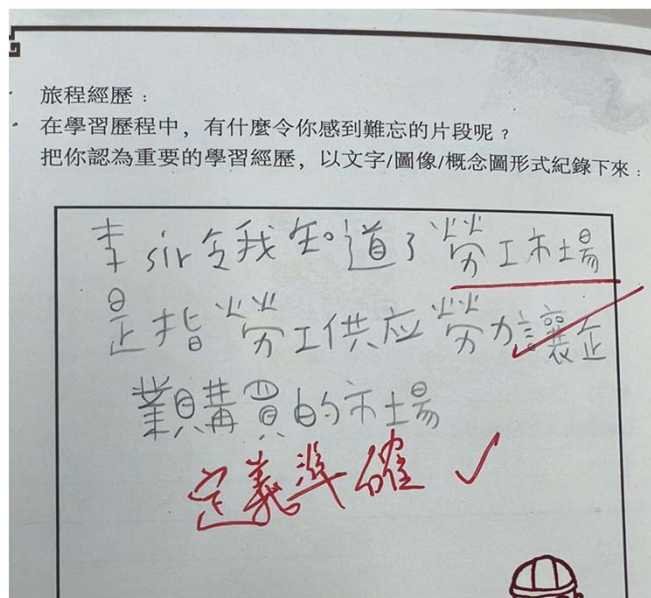 旅程經歷：
在學習歷程中，有什麼令你感到難忘的片段呢？
把你認為重要的學習經歷，以文字/圖像/概念圖形式紀錄下來：
李sir令我知道了勞工市場
是指勞工供应勞力讓企
業購買的市場
定義準確 ✓